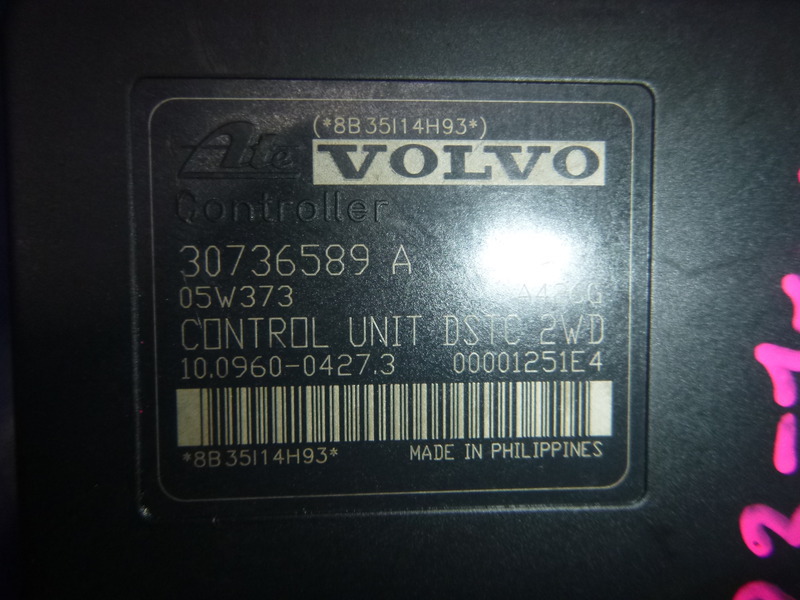 (*8B35I14H93*)
Ate VOLVO
Controller
30736589 A
05W373
CONTROL UNIT DSTC 2WD
10.0960-0427.3 00001251E4
*8B35I14H93*
MADE IN PHILIPPINES